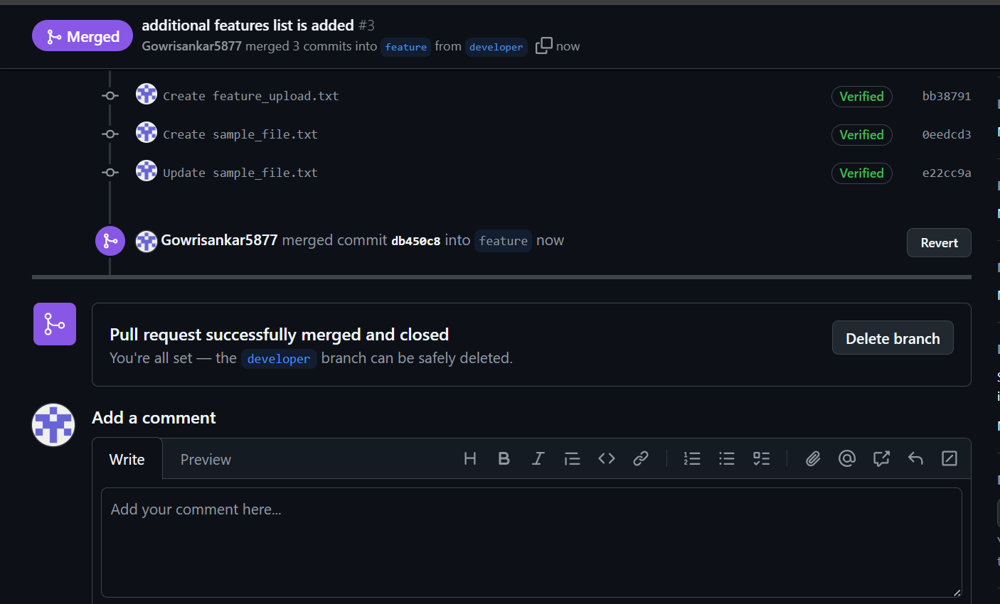 Merged
additional features list is added #3
Gowrisankar5877 merged 3 commits into feature from developer now
Create feature_upload.txt Verified bb38791
Create sample_file.txt Verified 0eedcd3
Update sample_file.txt Verified e22cc9a
Gowrisankar5877 merged commit db450c8 into feature now Revert
Pull request successfully merged and closed
You're all set — the developer branch can be safely deleted.
Delete branch
Add a comment
Write Preview
Add your comment here...